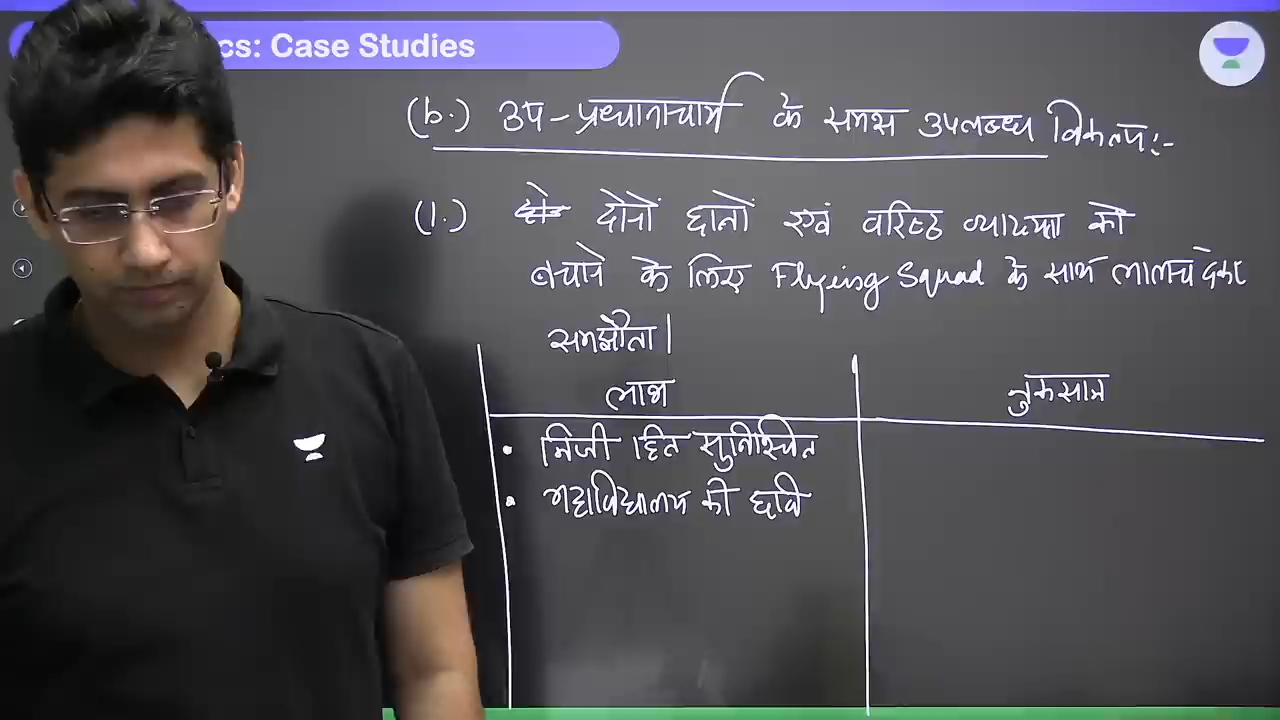 cs: Case Studies
(b.) उप-प्रधानाचार्य के समक्ष उपलब्ध विकल्प:-
(1.) दोनों छात्रों एवं वरिष्ठ व्याख्याता को
बचाने के लिए Flying Squad के साथ लालच देकर
समझौता।
लाभ
नुकसान
• निजी हित सुनिश्चित
• महाविद्यालय की छवि